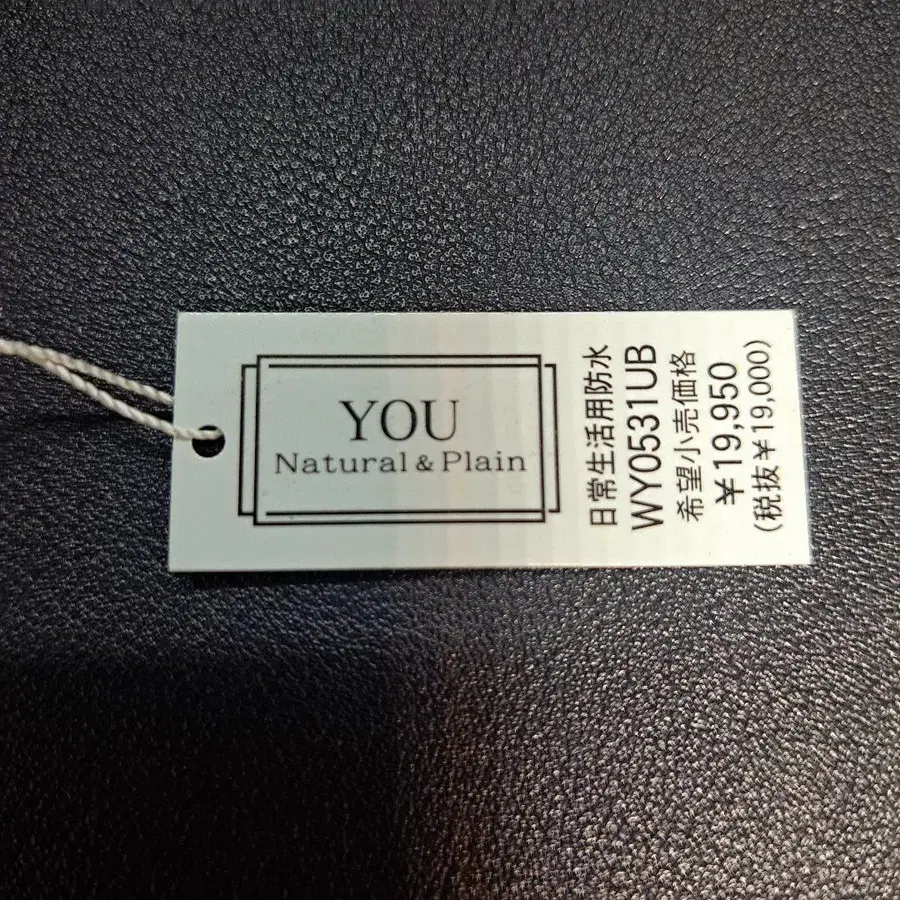 YOU
Natural & Plain
日常生活用防水
WY0531UB
希望小売価格
¥19,950
(税抜¥19,000)